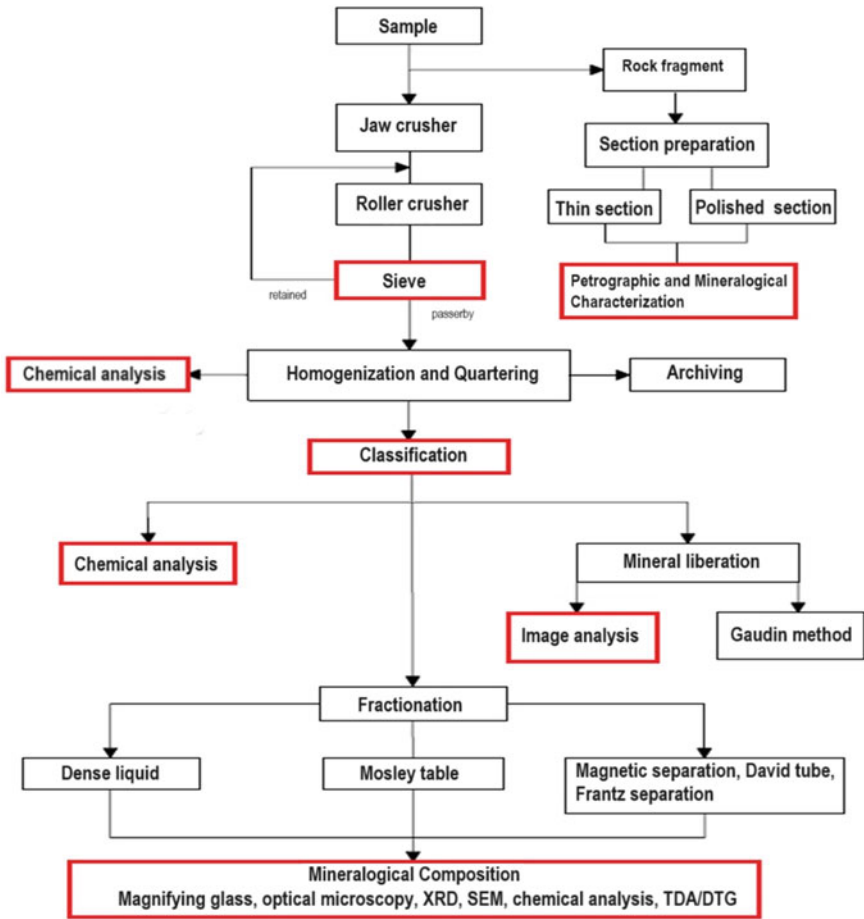 Sample
Rock fragment
Jaw crusher
Section preparation
Roller crusher
Thin section
Polished section
Sieve
Petrographic and Mineralogical
Characterization
retained
passerby
Chemical analysis
Homogenization and Quartering
Archiving
Classification
Chemical analysis
Mineral liberation
Image analysis
Gaudin method
Fractionation
Dense liquid
Mosley table
Magnetic separation, David tube,
Frantz separation
Mineralogical Composition
Magnifying glass, optical microscopy, XRD, SEM, chemical analysis, TDA/DTG